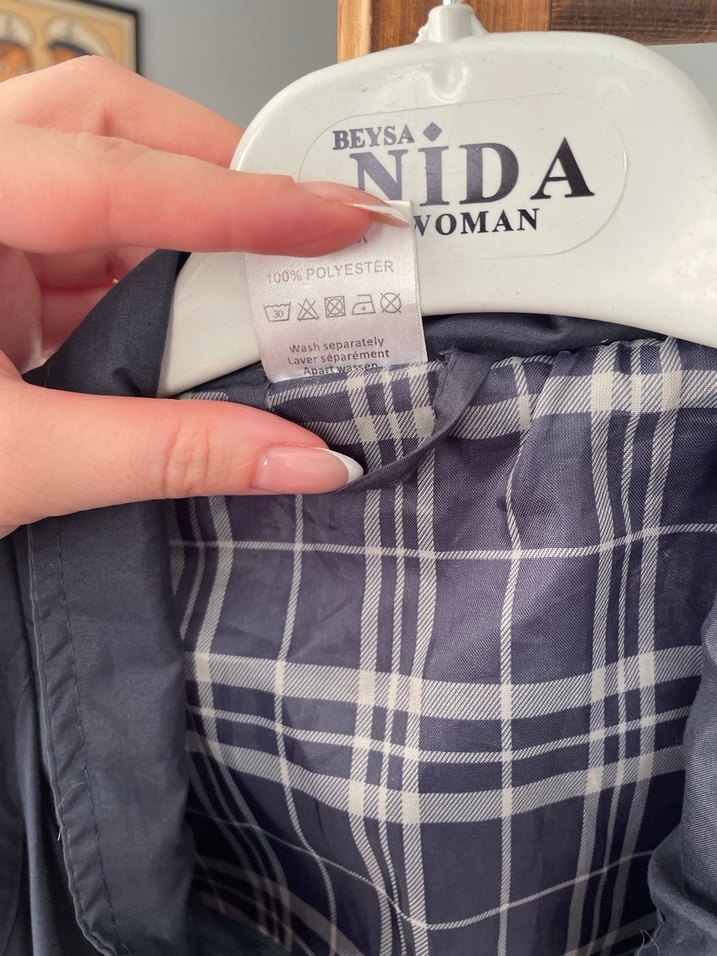 BEYSA
NİDA
WOMAN
100% POLYESTER
30
Wash separately
Laver séparément
Apart wassen